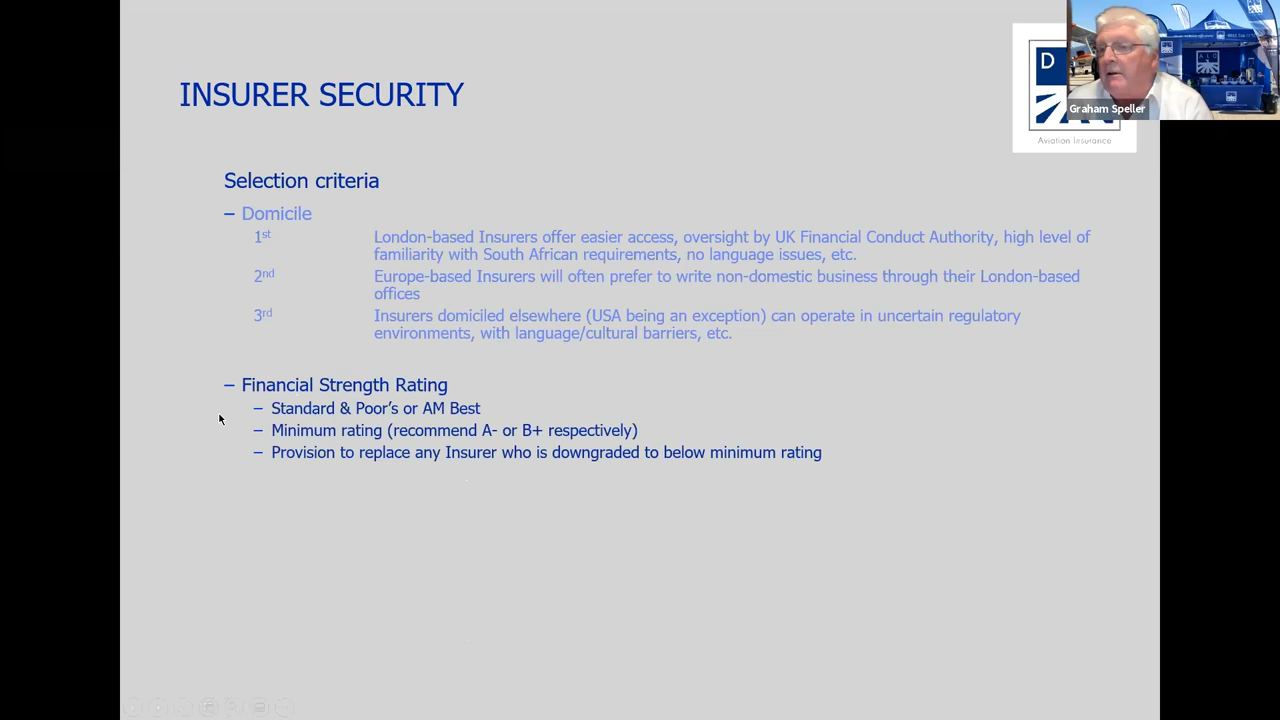 INSURER SECURITY
D
Graham Speller
Aviation Insurance
Selection criteria
– Domicile
1st London-based Insurers offer easier access, oversight by UK Financial Conduct Authority, high level of
familiarity with South African requirements, no language issues, etc.
2nd Europe-based Insurers will often prefer to write non-domestic business through their London-based
offices
3rd Insurers domiciled elsewhere (USA being an exception) can operate in uncertain regulatory
environments, with language/cultural barriers, etc.
– Financial Strength Rating
– Standard & Poor's or AM Best
– Minimum rating (recommend A- or B+ respectively)
– Provision to replace any Insurer who is downgraded to below minimum rating